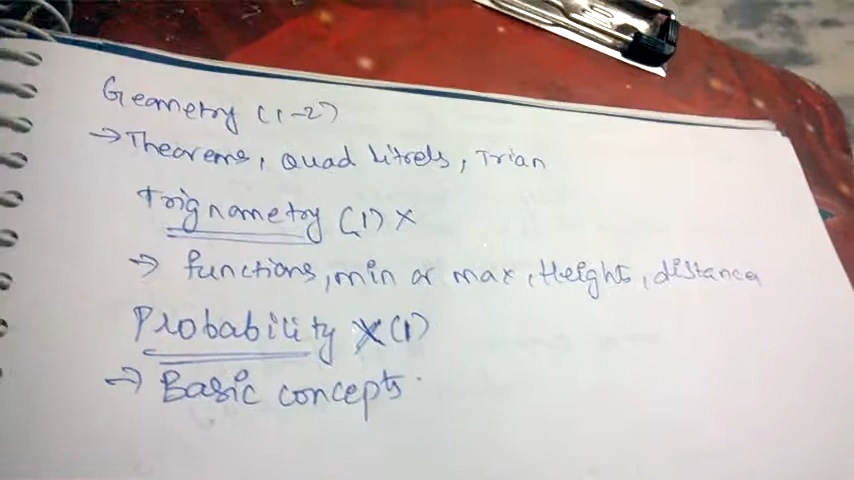 Geometry (1-2)
→ Theorems, Quad litrels, Trian
Trignametry (1) ×
→ functions, min or max, Height, distance
Probability × (1)
→ Basic concepts.